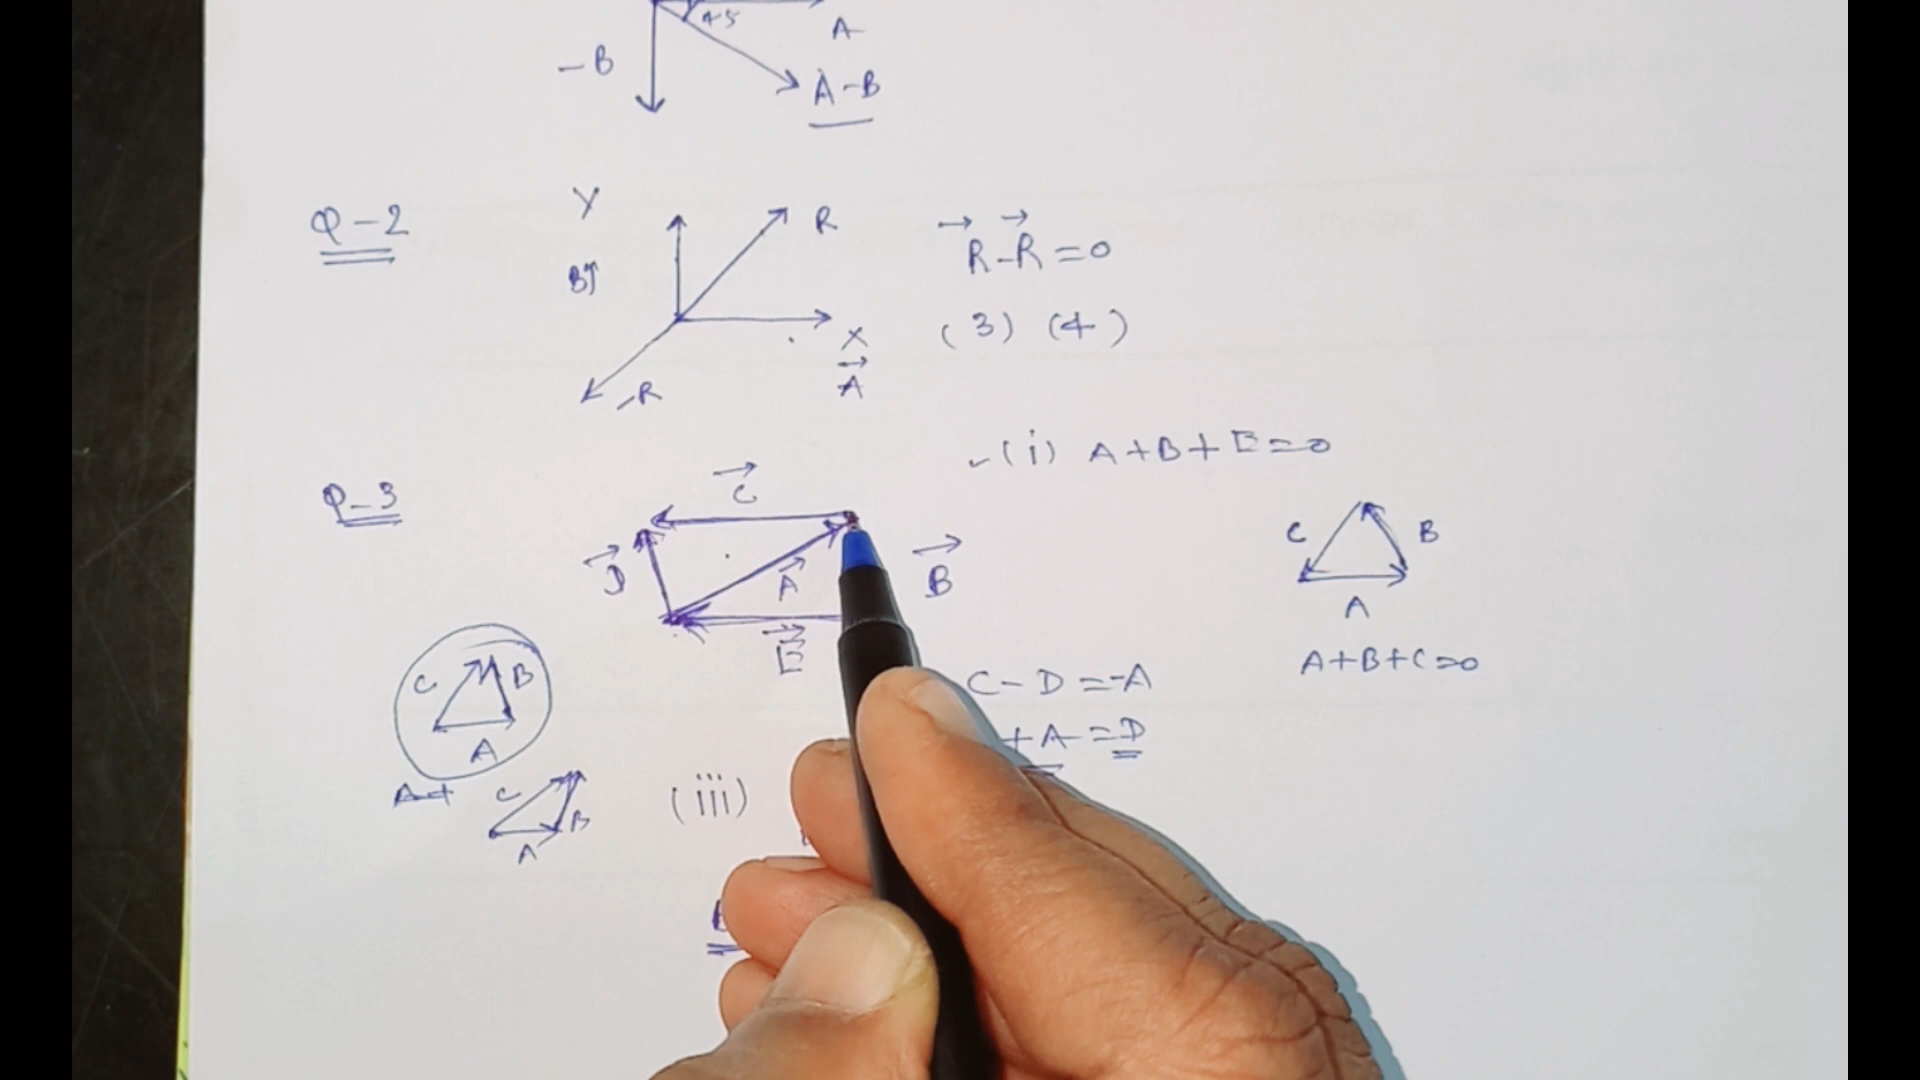 45
A
-B
A-B
Q-2
Y
R
R-R=0
B
(3) (4)
X
A
-R
(i) A+B+E=0
Q-3
C
D
A
B
E
C
B
A
A+B+C=0
C-D=-A
+A=D
C
B
A
A+
C
B
A
(iii)